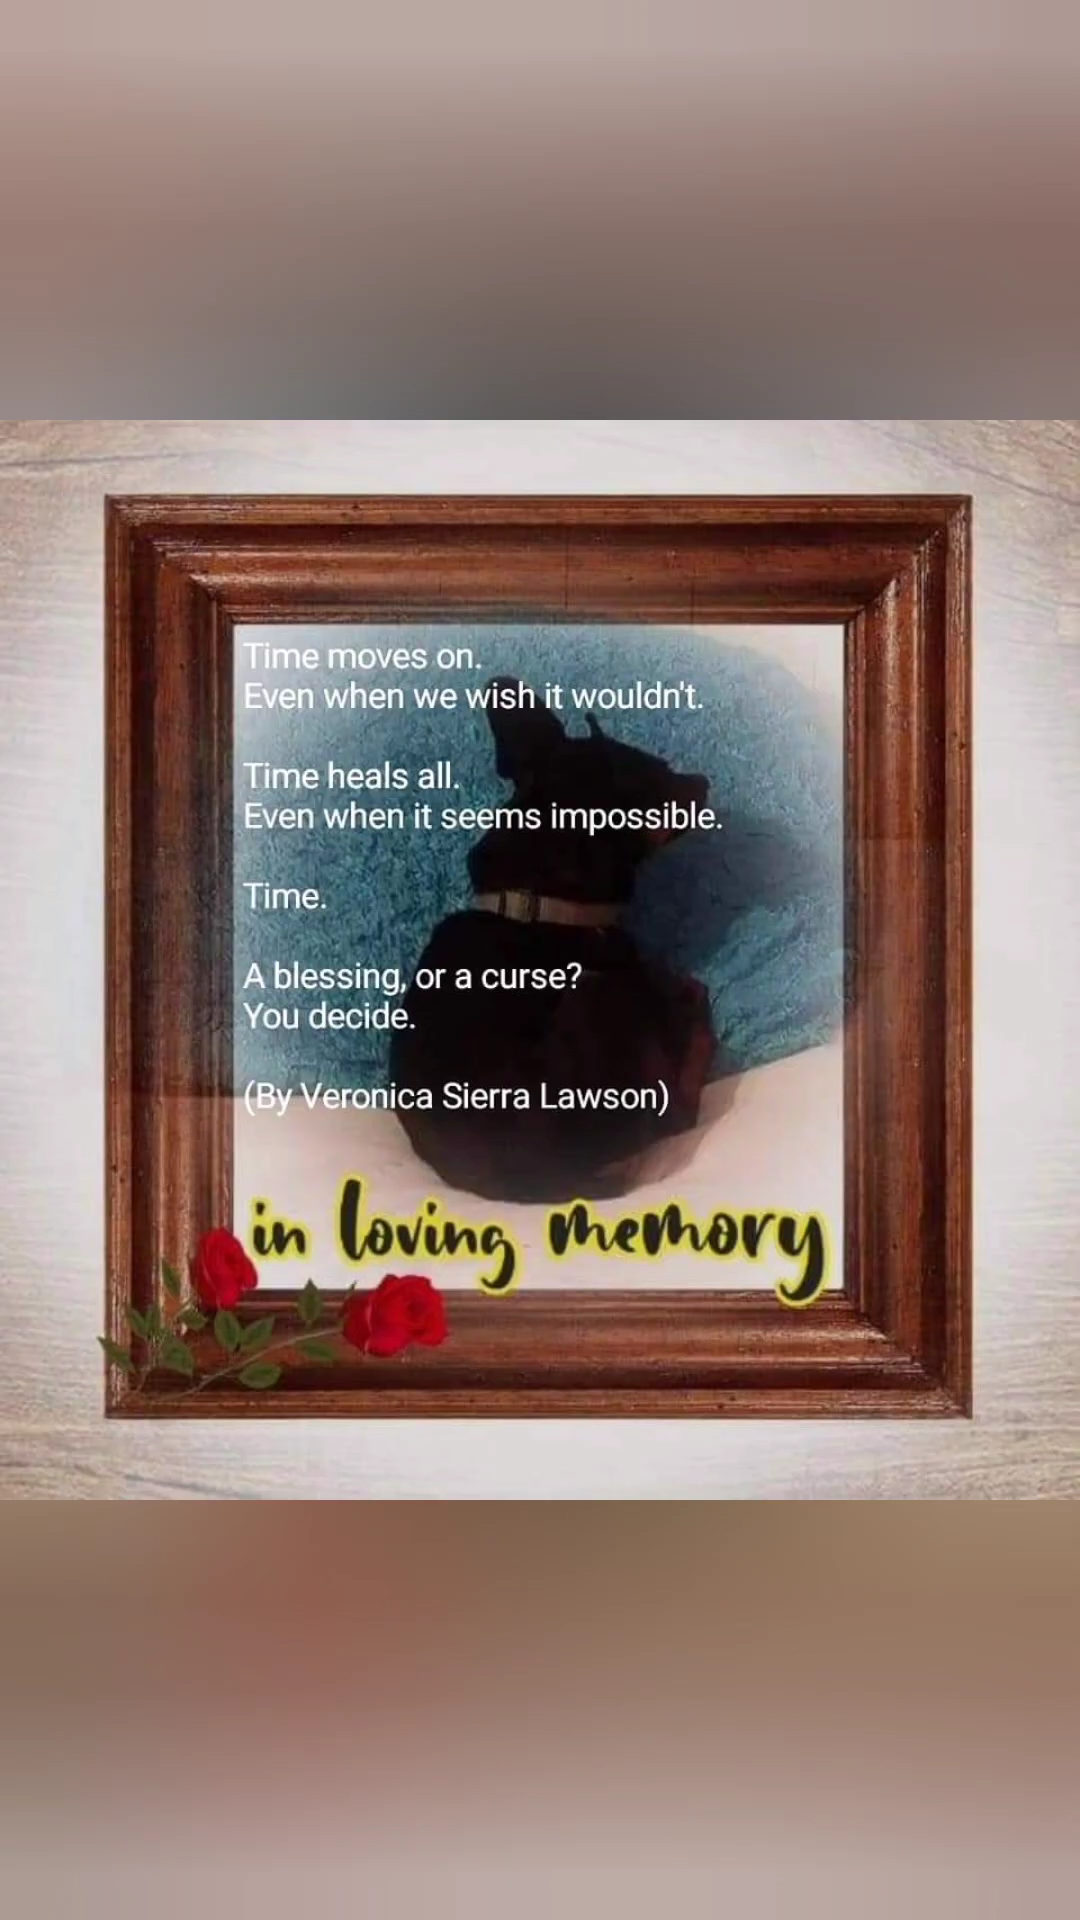 Time moves on.
Even when we wish it wouldn't.
Time heals all.
Even when it seems impossible.
Time.
A blessing, or a curse?
You decide.
(By Veronica Sierra Lawson)
in loving memory